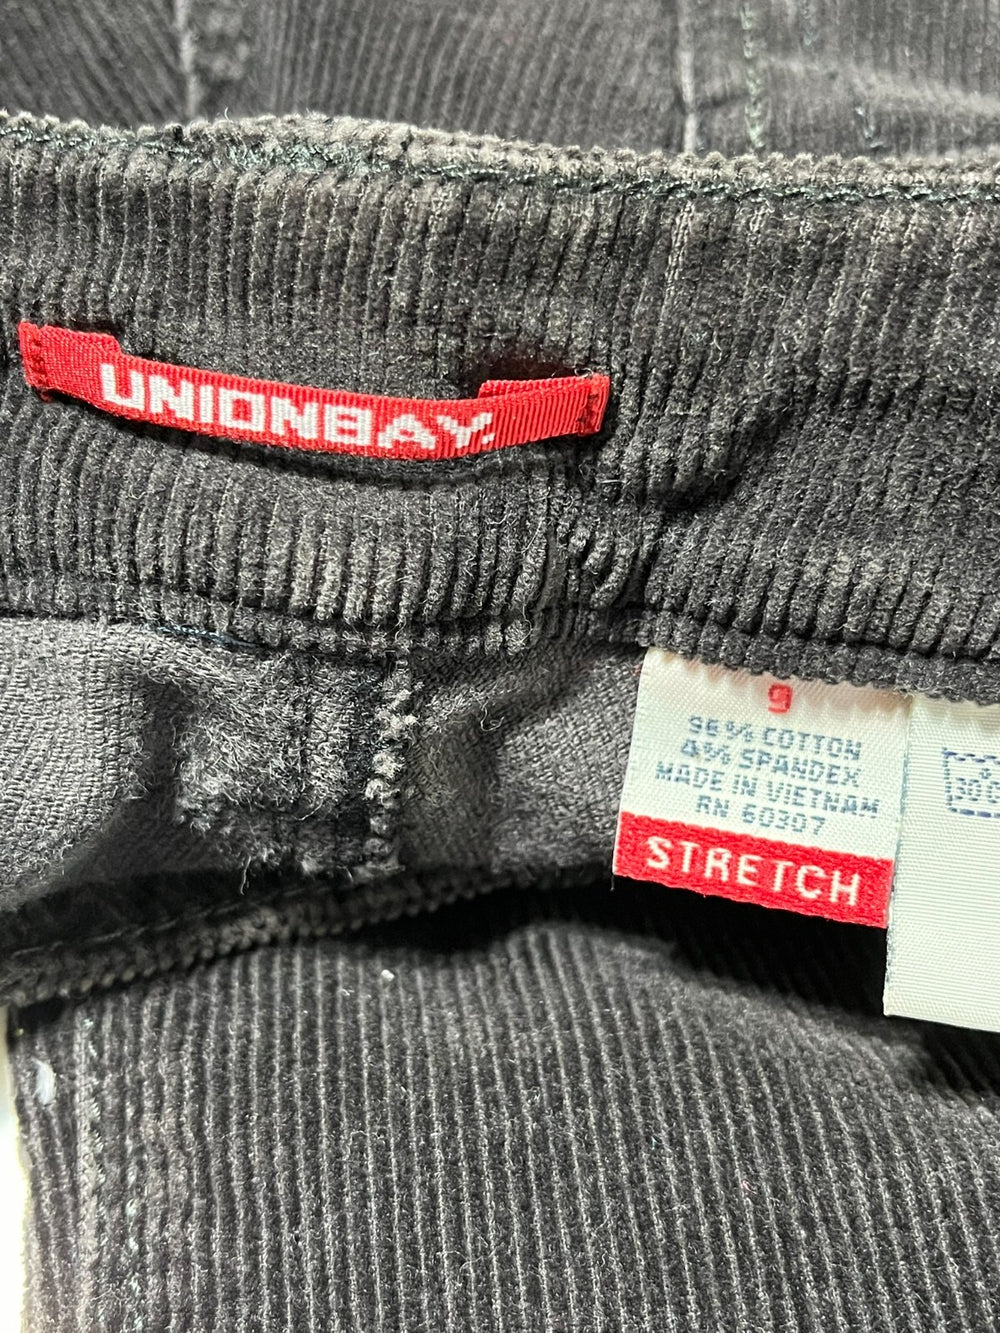 UNIONBAY.
9
96% COTTON
4% SPANDEX
MADE IN VIETNAM
RN 60307
STRETCH